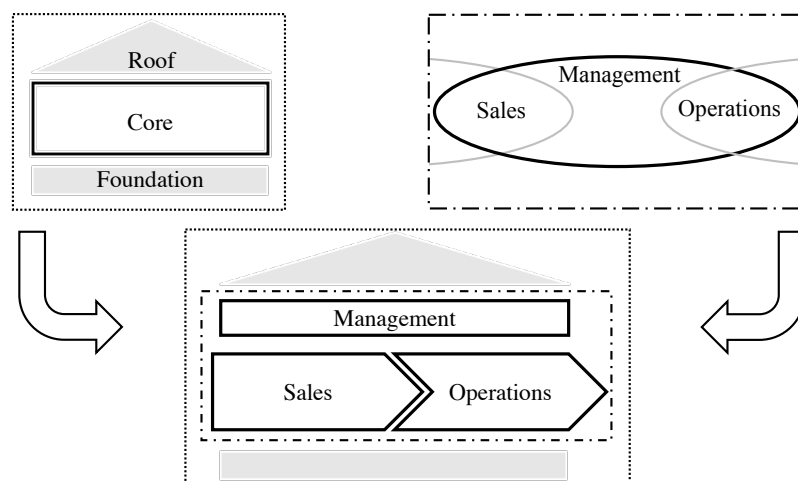 Roof
Core
Foundation
Management
Sales
Operations
Management
Sales
Operations